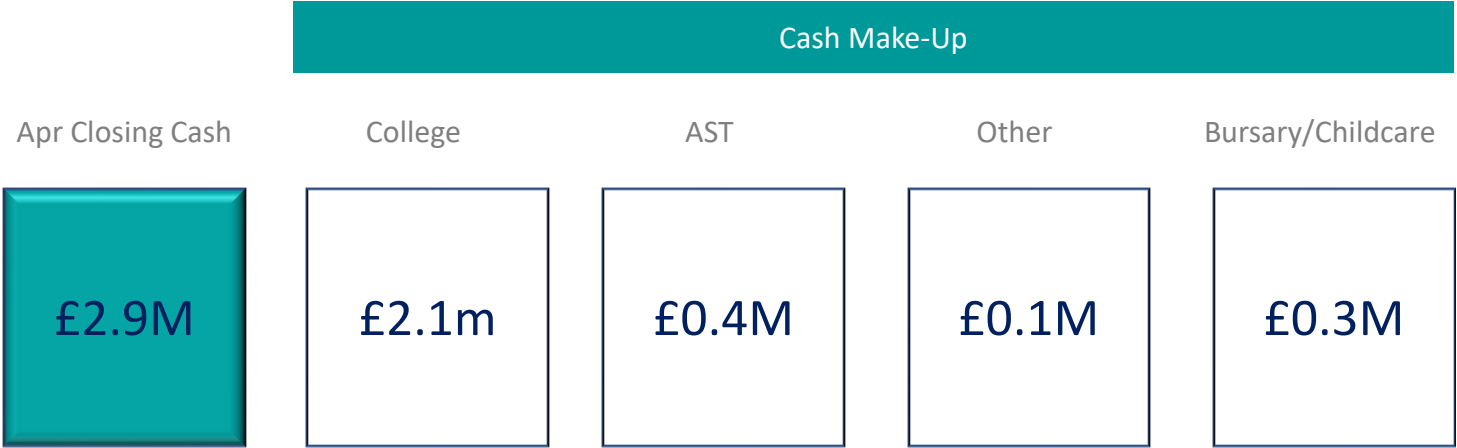 Cash Make-Up
Apr Closing Cash College AST Other Bursary/Childcare
£2.9M £2.1m £0.4M £0.1M £0.3M